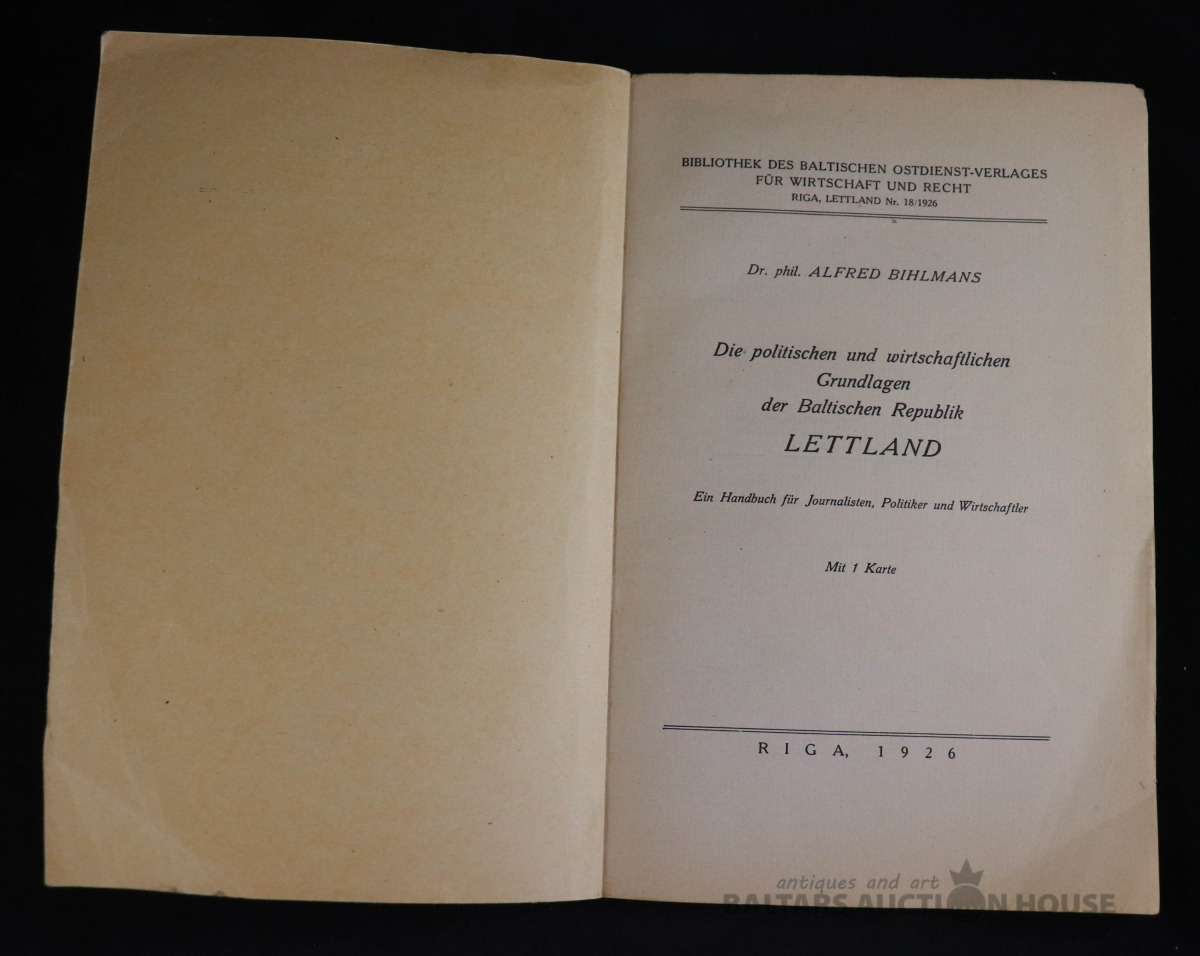 BIBLIOTHEK DES BALTISCHEN OSTDIENST-VERLAGES
FÜR WIRTSCHAFT UND RECHT
RIGA, LETTLAND Nr. 18/1926
Dr. phil. ALFRED BIHLMANS
Die politischen und wirtschaftlichen
Grundlagen
der Baltischen Republik
LETTLAND
Ein Handbuch für Journalisten, Politiker und Wirtschaftler
Mit 1 Karte
RIGA, 1926
antiques and art
BALTARS AUCTION HOUSE